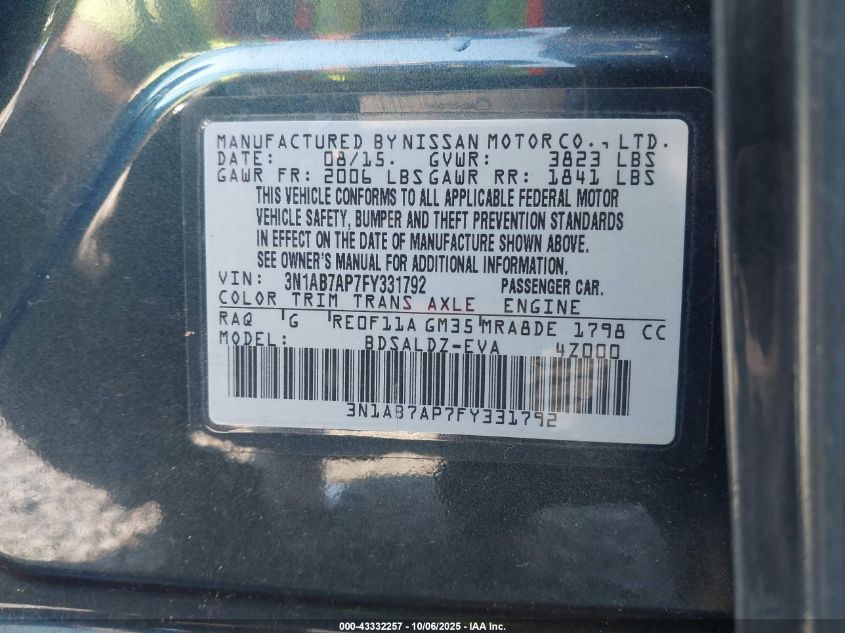 MANUFACTURED BY NISSAN MOTOR CO., LTD.
DATE: 08/15. GVWR: 3823 LBS
GAWR FR: 2006 LBS GAWR RR: 1841 LBS
THIS VEHICLE CONFORMS TO ALL APPLICABLE FEDERAL MOTOR
VEHICLE SAFETY, BUMPER AND THEFT PREVENTION STANDARDS
IN EFFECT ON THE DATE OF MANUFACTURE SHOWN ABOVE.
SEE OWNER'S MANUAL FOR ADDITIONAL INFORMATION.
VIN: 3N1AB7AP7FY331792 PASSENGER CAR.
COLOR TRIM TRANS AXLE ENGINE
RAQ G RE0F11A GM35 MRA8DE 1798 CC
MODEL: BDSALDZ-EVA 4Z000
3N1AB7AP7FY331792
000-43332257 - 10/06/2025 - IAA Inc.